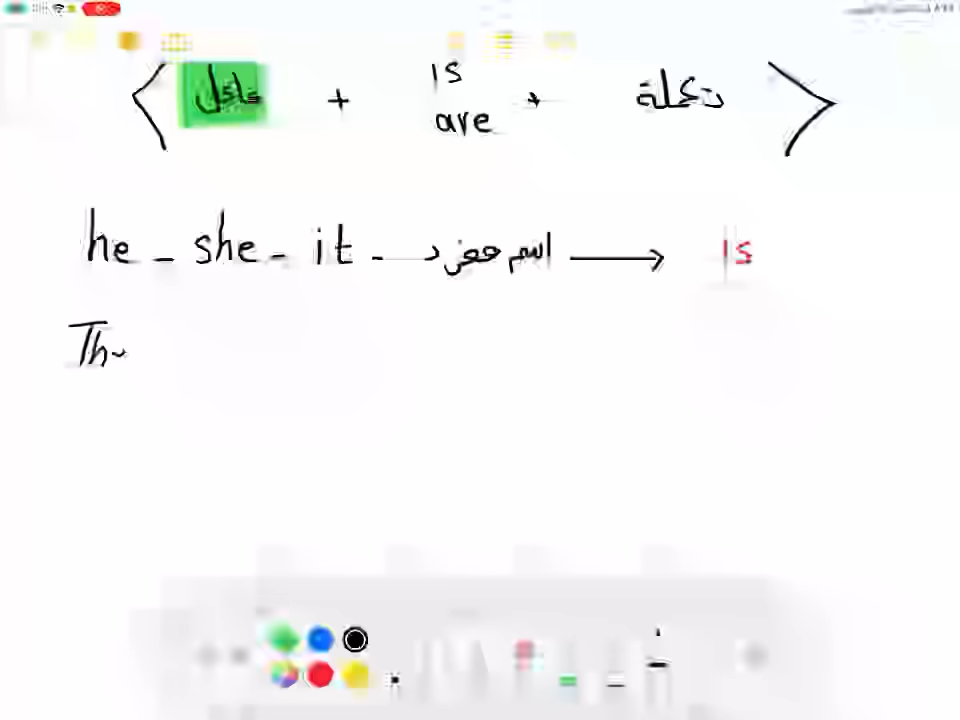 < فاعل + is are + تكملة >
he - she - it - اسم مفرد → is
Th